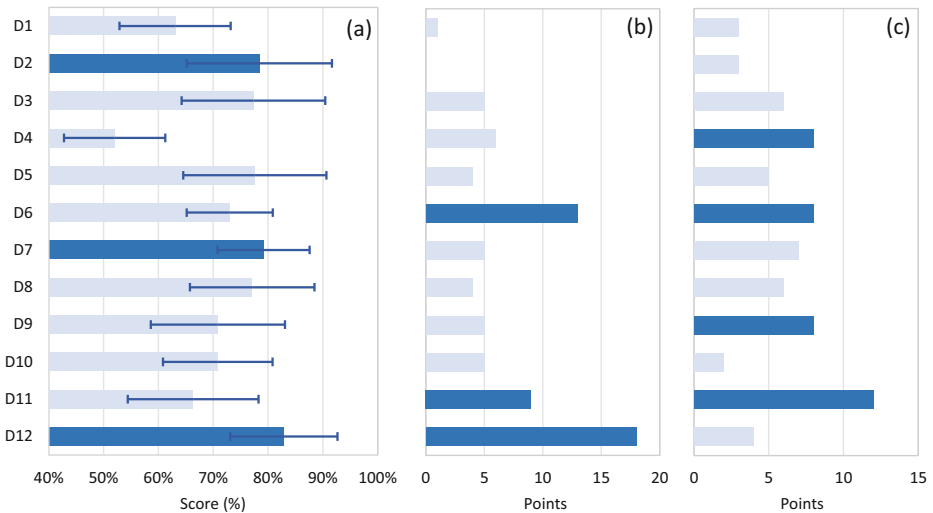 (a) (b) (c)
D1
D2
D3
D4
D5
D6
D7
D8
D9
D10
D11
D12
40% 50% 60% 70% 80% 90% 100% 0 5 10 15 20 0 5 10 15
Score (%) Points Points